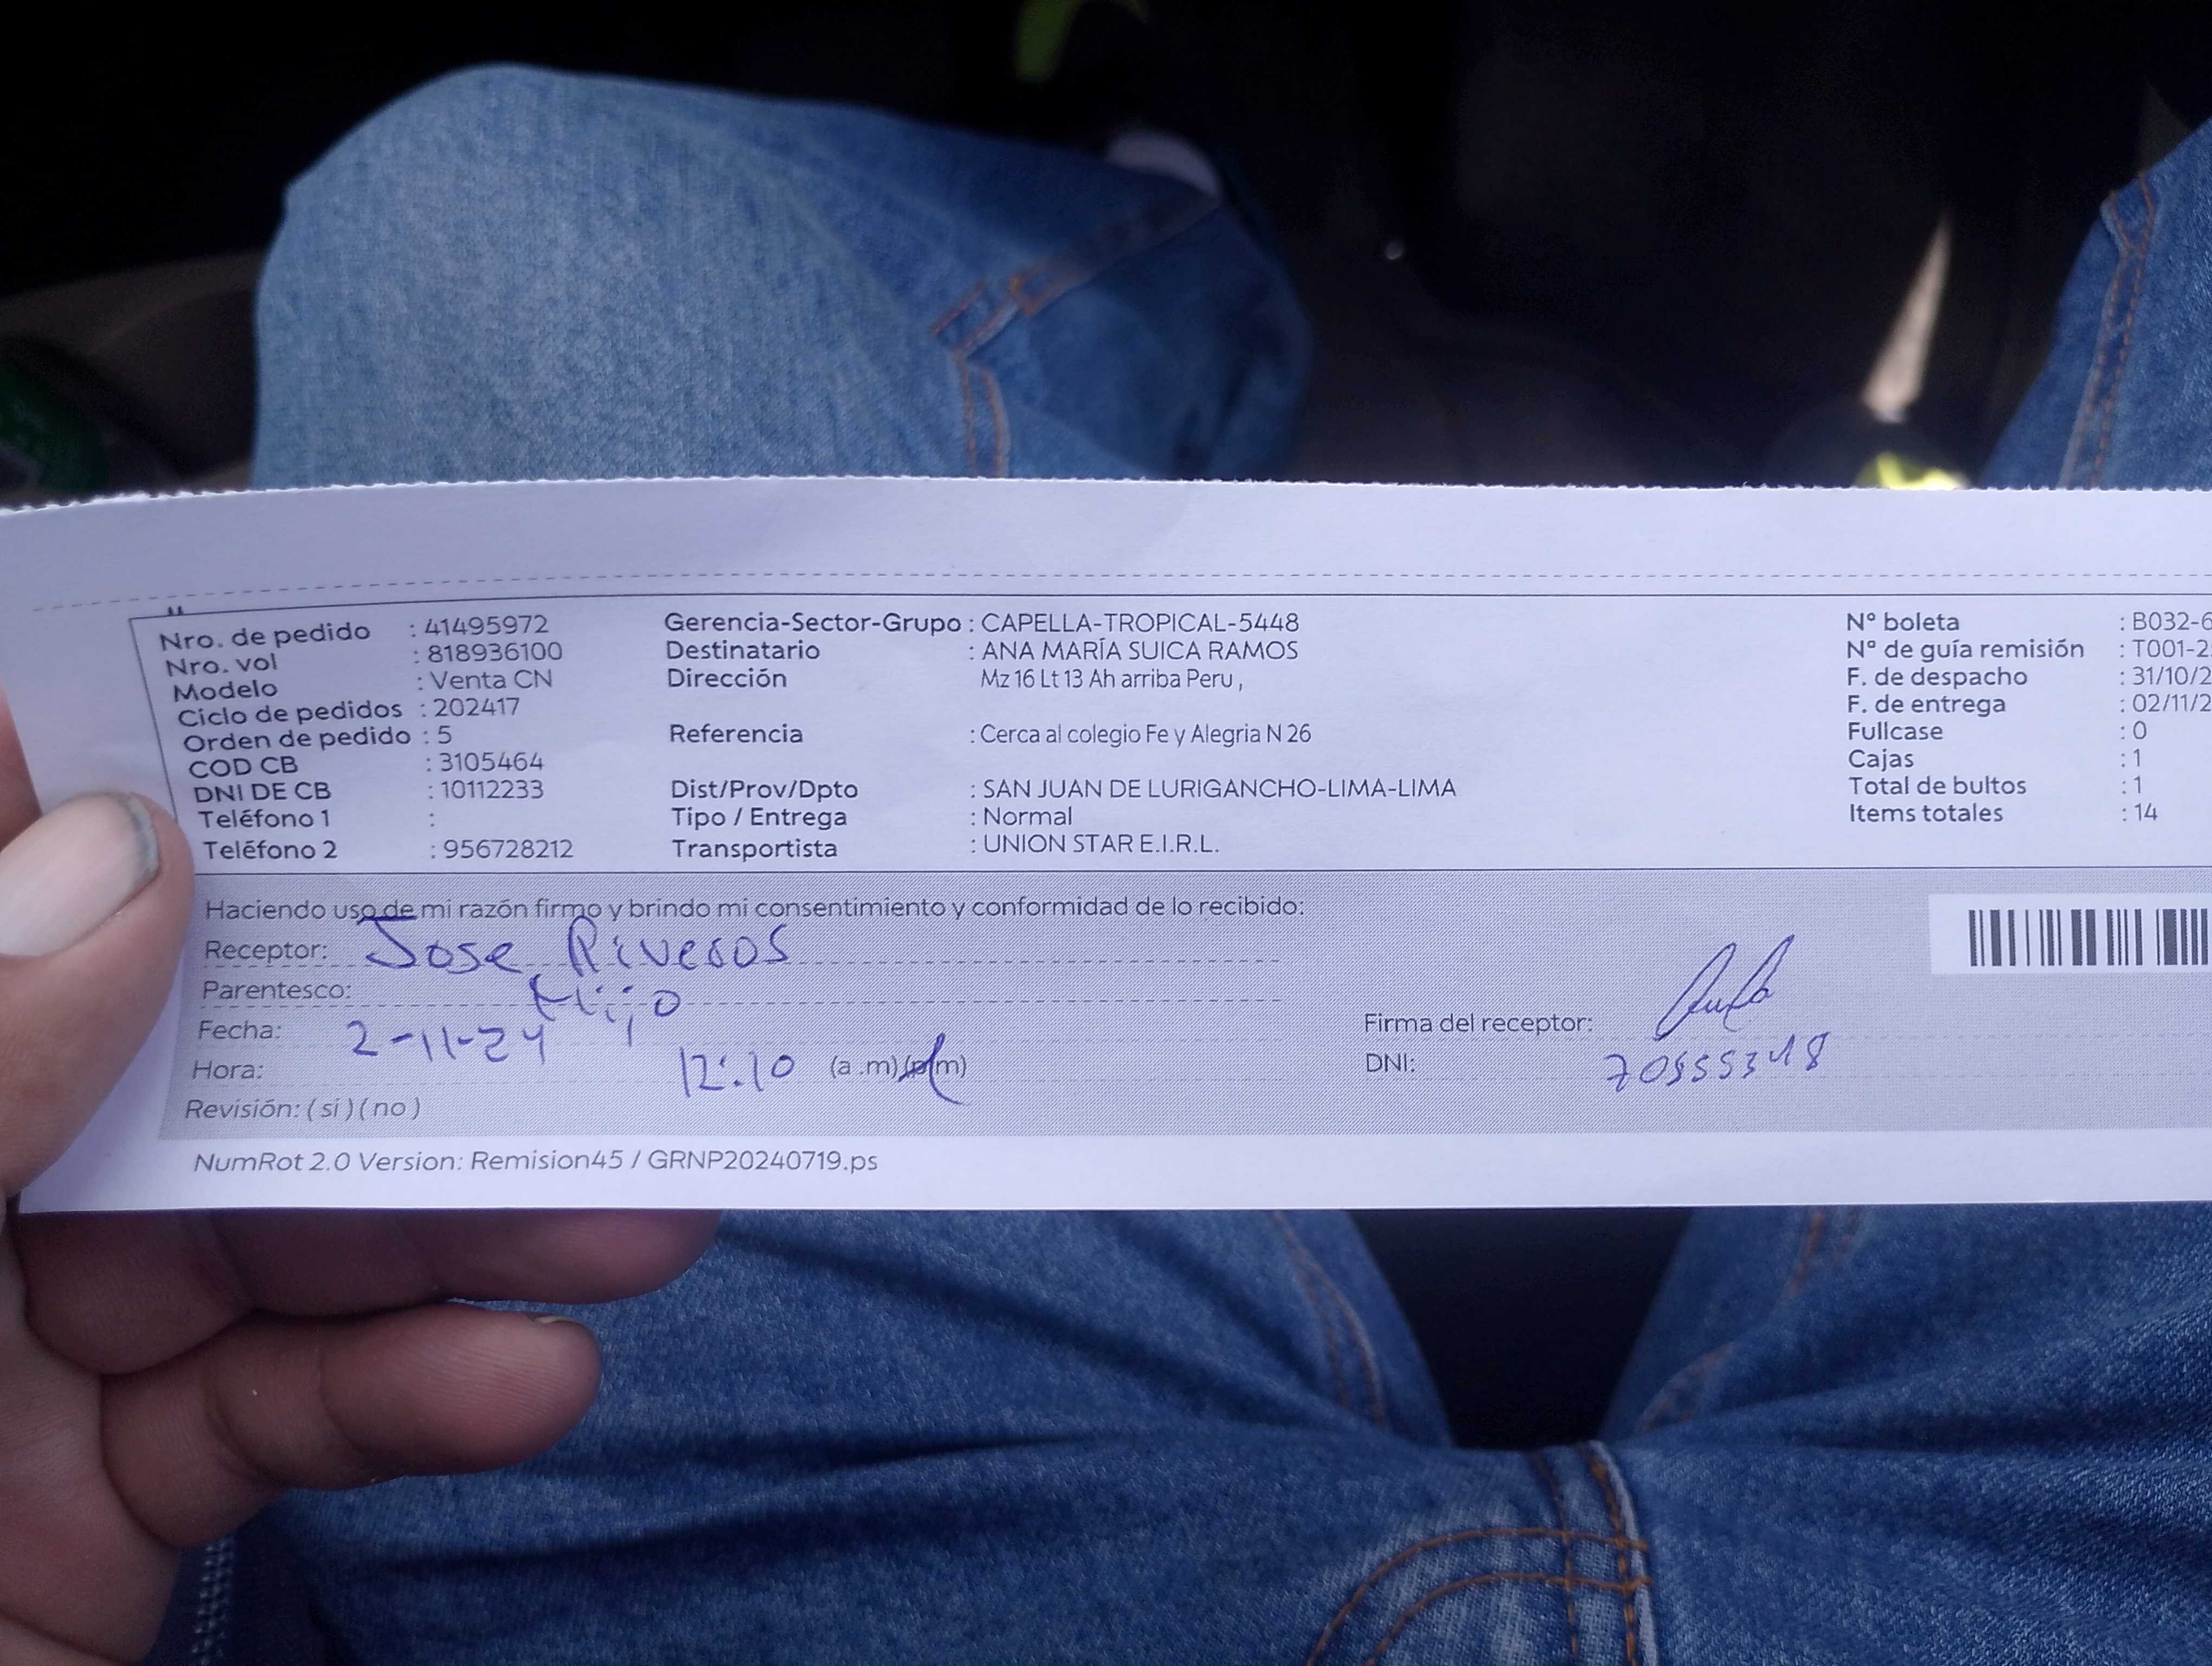 Nro. de pedido : 41495972
Nro. vol : 818936100
Modelo : Venta CN
Ciclo de pedidos : 202417
Orden de pedido : 5
COD CB : 3105464
DNI DE CB : 10112233
Teléfono 1 :
Teléfono 2 : 956728212
Gerencia-Sector-Grupo : CAPELLA-TROPICAL-5448
Destinatario : ANA MARÍA SUICA RAMOS
Dirección Mz 16 Lt 13 Ah arriba Peru ,
Referencia : Cerca al colegio Fe y Alegria N 26
Dist/Prov/Dpto : SAN JUAN DE LURIGANCHO-LIMA-LIMA
Tipo / Entrega : Normal
Transportista : UNION STAR E.I.R.L.
Nº boleta : B032-6
Nº de guía remisión : T001-2
F. de despacho : 31/10/2
F. de entrega : 02/11/2
Fullcase : 0
Cajas : 1
Total de bultos : 1
Items totales : 14
Haciendo uso de mi razón firmo y brindo mi consentimiento y conformidad de lo recibido:
Receptor: Jose Riveros
Parentesco: Hijo
Fecha: 2-11-24
Hora: 12:10 (a .m) (p.m)
Revisión: ( si ) ( no )
Firma del receptor:
DNI: 70555348
NumRot 2.0 Version: Remision45 / GRNP20240719.ps